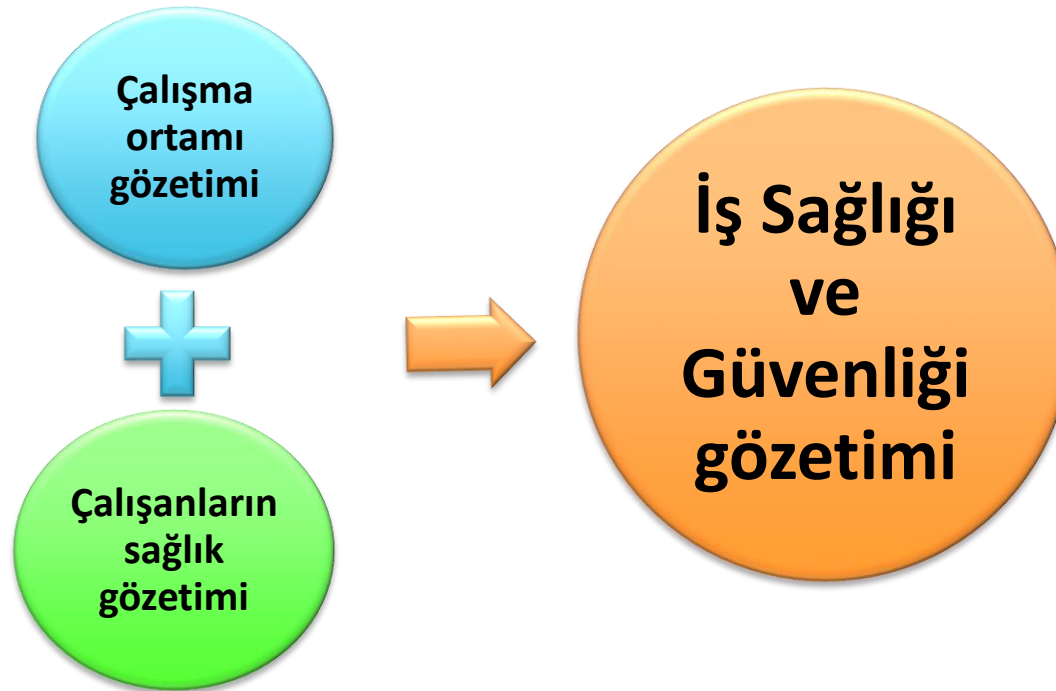 Çalışma
ortamı
gözetimi
Çalışanların
sağlık
gözetimi
İş Sağlığı
ve
Güvenliği
gözetimi